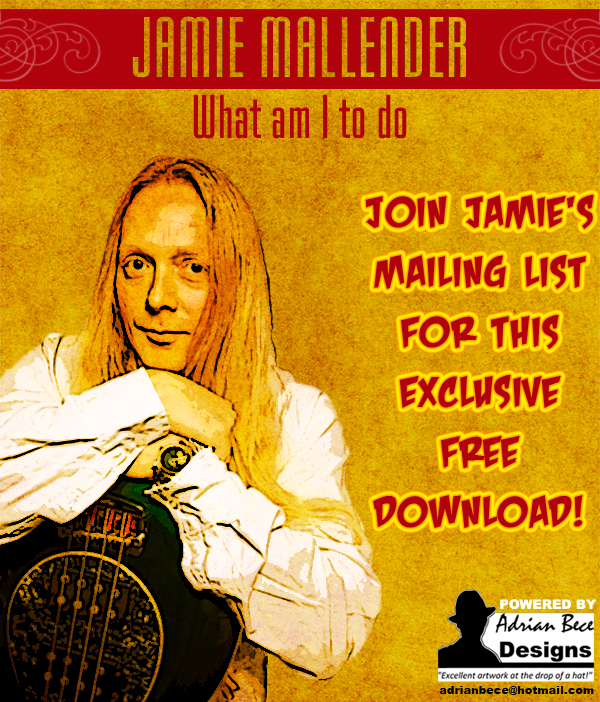 JAMIE MALLENDER
What am I to do
JOIN JAMIE'S
MAILING LIST
FOR THIS
EXCLUSIVE
FREE
DOWNLOAD!
POWERED BY
Adrian Bece
Designs
"Excellent artwork at the drop of a hat!"
adrianbece@hotmail.com